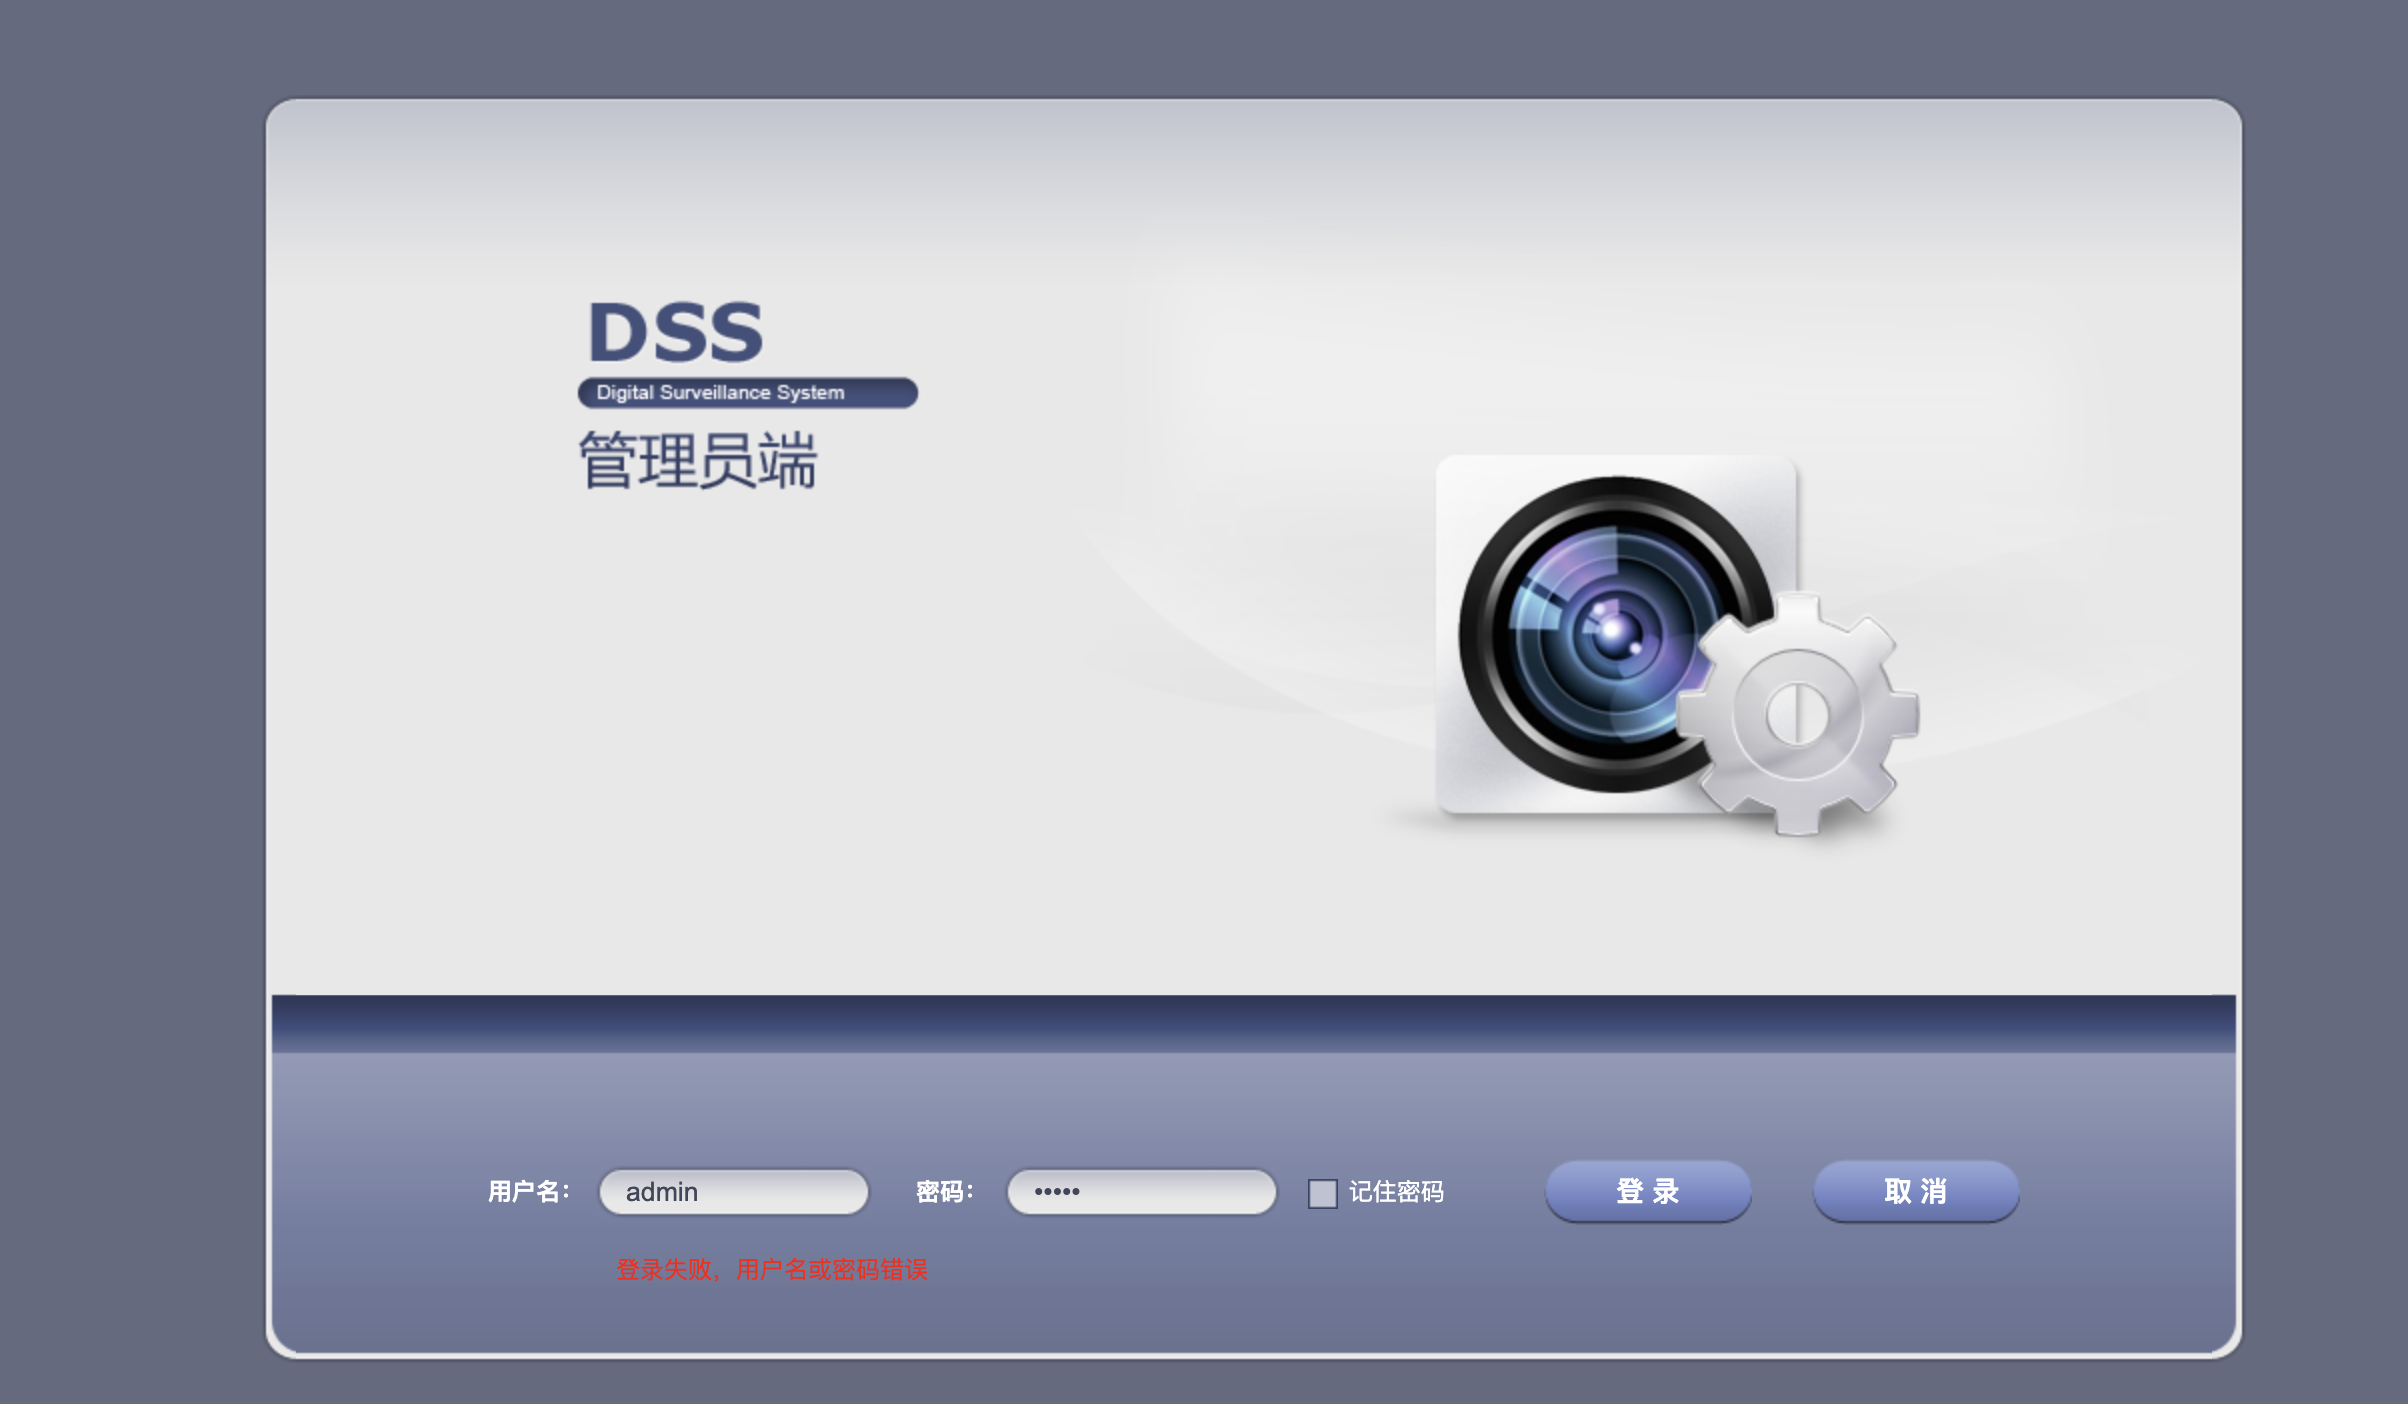 DSS
Digital Surveillance System
管理员端
用户名： admin 密码： ••••• 记住密码 登 录 取 消
登录失败，用户名或密码错误